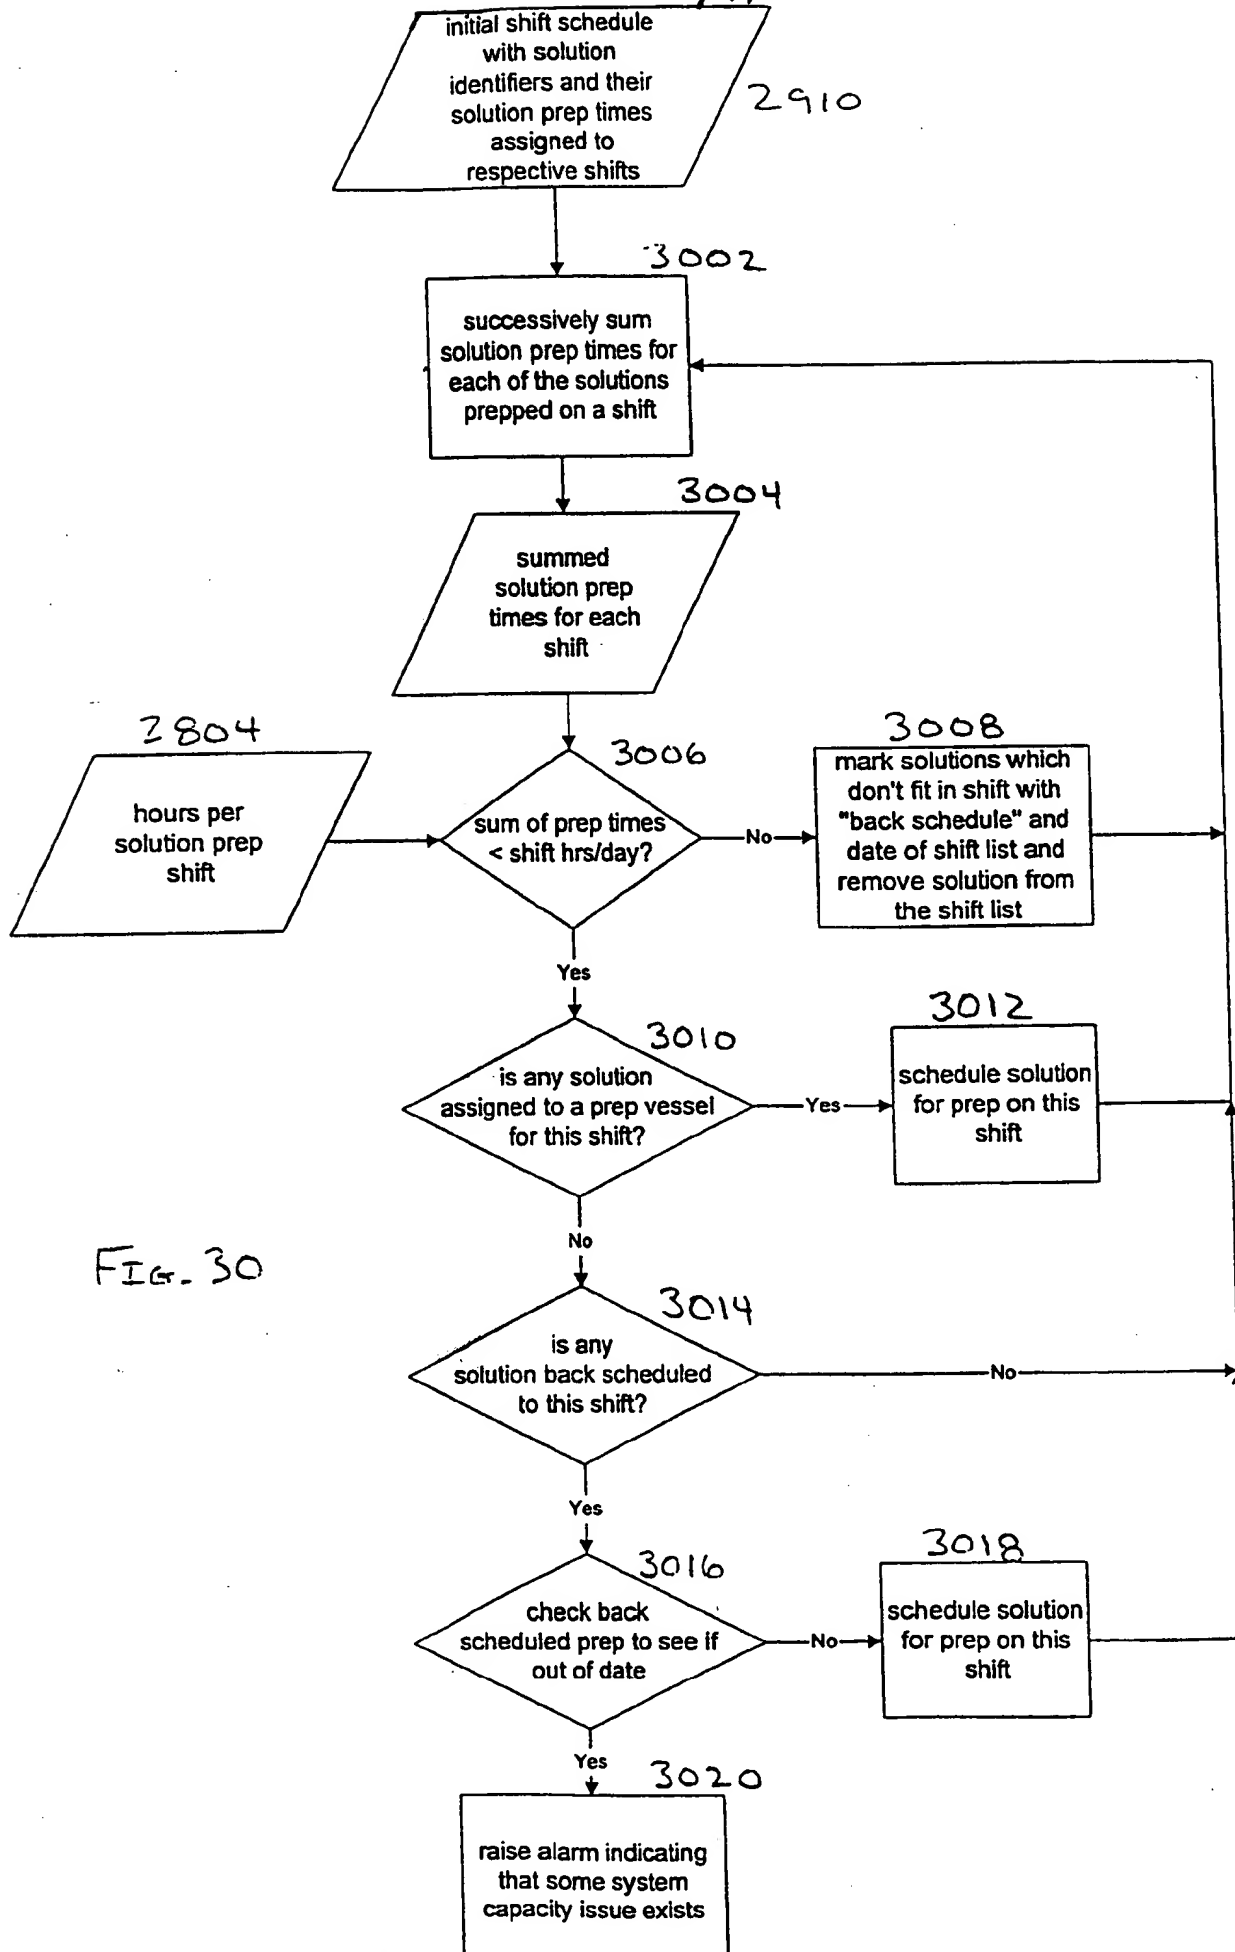 initial shift schedule
with solution
identifiers and their
solution prep times
assigned to
respective shifts
2910
3002
successively sum
solution prep times for
each of the solutions
prepped on a shift
3004
summed
solution prep
times for each
shift
2804
hours per
solution prep
shift
3006
sum of prep times
< shift hrs/day?
No
3008
mark solutions which
don't fit in shift with
"back schedule" and
date of shift list and
remove solution from
the shift list
Yes
3010
is any solution
assigned to a prep vessel
for this shift?
Yes
3012
schedule solution
for prep on this
shift
No
FIG. 30
3014
is any
solution back scheduled
to this shift?
No
Yes
3016
check back
scheduled prep to see if
out of date
No
3018
schedule solution
for prep on this
shift
Yes
3020
raise alarm indicating
that some system
capacity issue exists